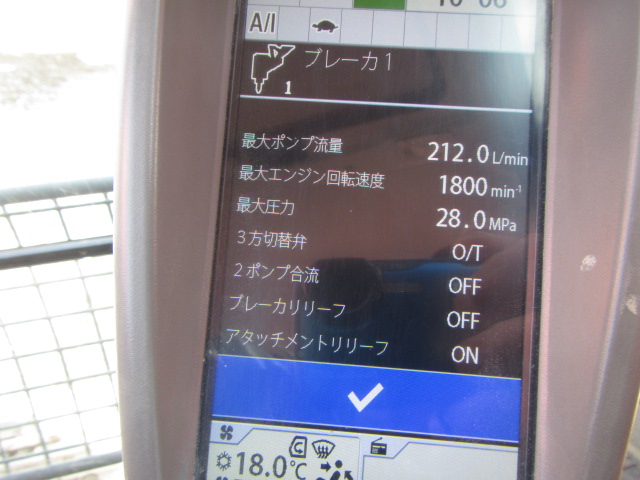 A/I
ブレーカ1
1
最大ポンプ流量 212.0 L/min
最大エンジン回転速度 1800 min⁻¹
最大圧力 28.0 MPa
3方切替弁 O/T
2ポンプ合流 OFF
ブレーカリリーフ OFF
アタッチメントリリーフ ON
18.0℃